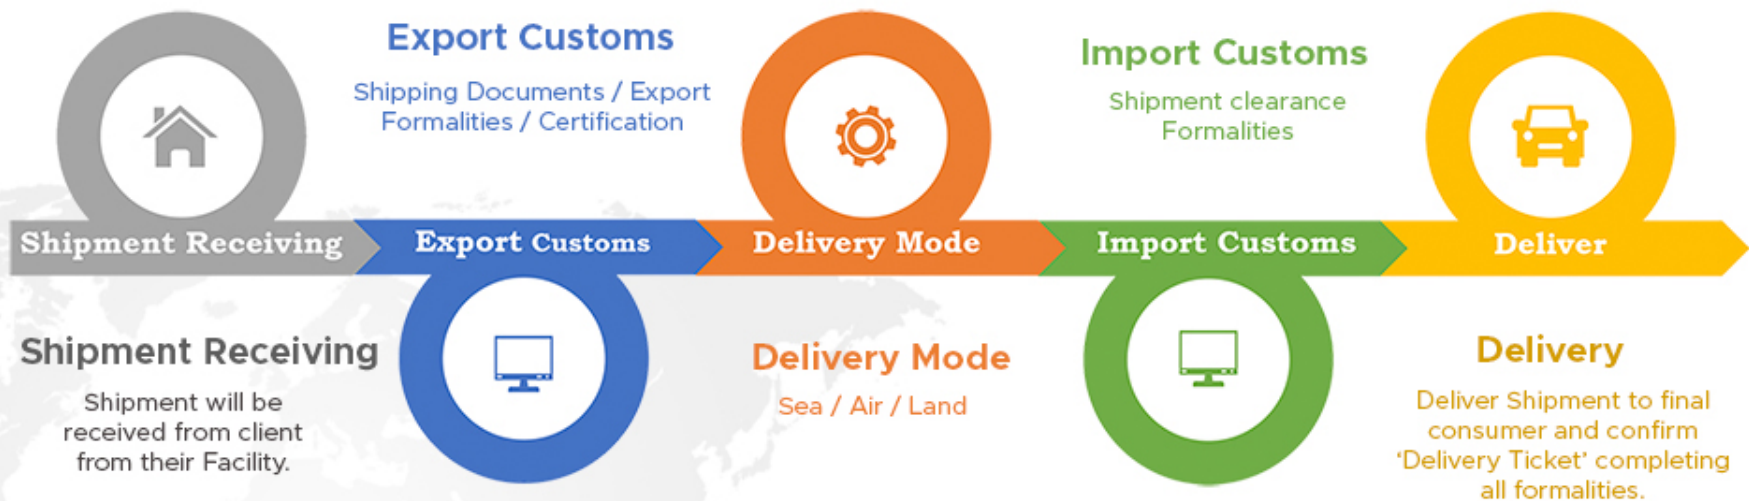 Export Customs
Shipping Documents / Export
Formalities / Certification
Import Customs
Shipment clearance
Formalities
Shipment Receiving
Export Customs
Delivery Mode
Import Customs
Deliver
Shipment Receiving
Shipment will be
received from client
from their Facility.
Delivery Mode
Sea / Air / Land
Delivery
Deliver Shipment to final
consumer and confirm
‘Delivery Ticket’ completing
all formalities.